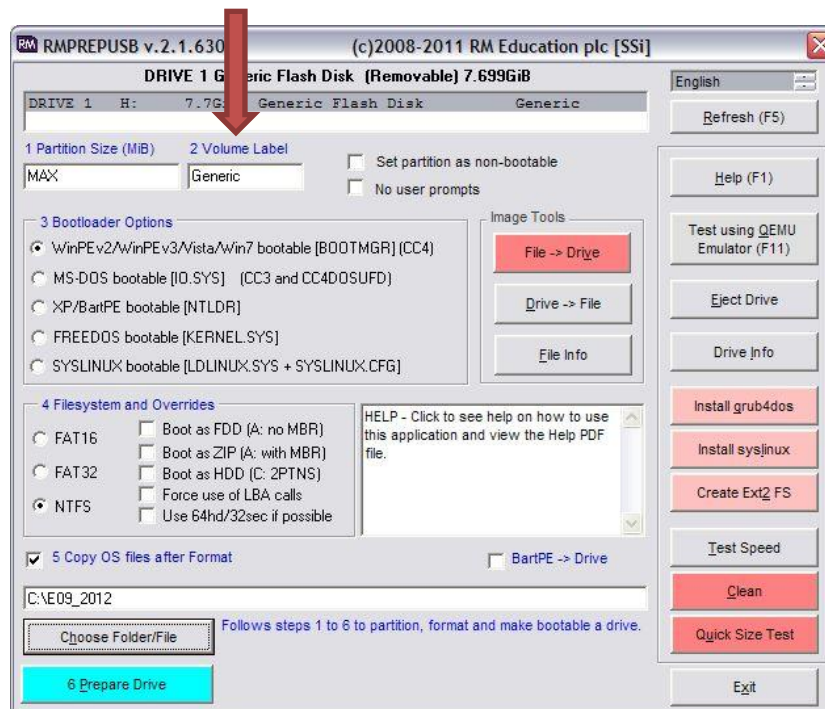 RM RMPREPUSB v.2.1.630 (c)2008-2011 RM Education plc [SSi]
DRIVE 1 Generic Flash Disk (Removable) 7.699GiB
DRIVE 1 H: 7.7Gi Generic Flash Disk Generic
1 Partition Size (MiB)
2 Volume Label
MAX
Generic
Set partition as non-bootable
No user prompts
3 Bootloader Options
WinPEv2/WinPEv3/Vista/Win7 bootable [BOOTMGR] (CC4)
MS-DOS bootable [IO.SYS] (CC3 and CC4DOSUFD)
XP/BartPE bootable [NTLDR]
FREEDOS bootable [KERNEL.SYS]
SYSLINUX bootable [LDLINUX.SYS + SYSLINUX.CFG]
Image Tools
File -> Drive
Drive -> File
File Info
4 Filesystem and Overrides
FAT16
FAT32
NTFS
Boot as FDD (A: no MBR)
Boot as ZIP (A: with MBR)
Boot as HDD (C: 2PTNS)
Force use of LBA calls
Use 64hd/32sec if possible
HELP - Click to see help on how to use
this application and view the Help PDF
file.
5 Copy OS files after Format
BartPE -> Drive
C:\E09_2012
Choose Folder/File
Follows steps 1 to 6 to partition, format and make bootable a drive.
6 Prepare Drive
English
Refresh (F5)
Help (F1)
Test using QEMU
Emulator (F11)
Eject Drive
Drive Info
Install grub4dos
Install syslinux
Create Ext2 FS
Test Speed
Clean
Quick Size Test
Exit